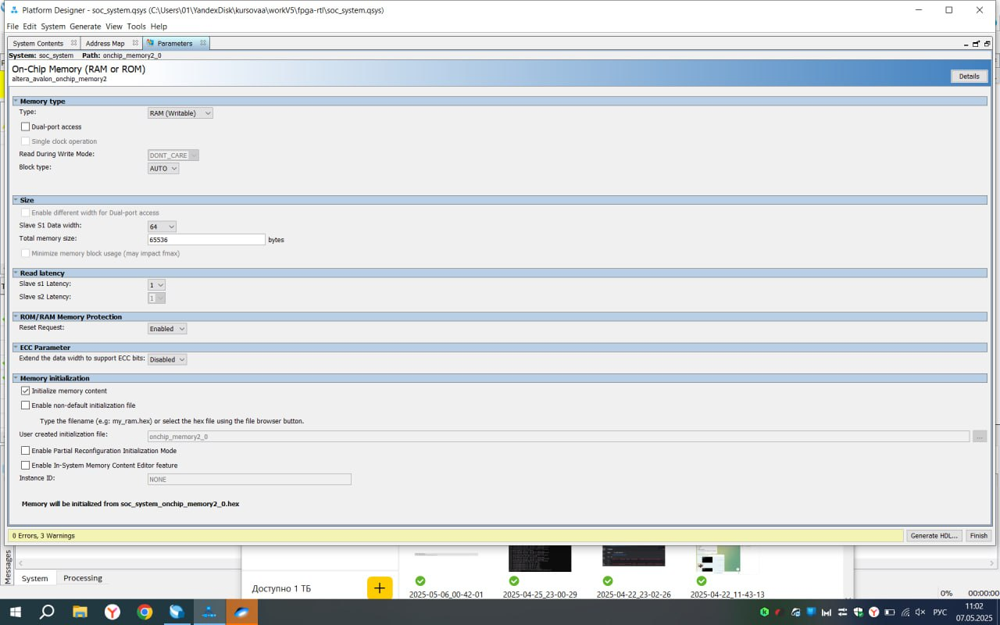 Platform Designer - soc_system.qsys (C:\Users\01\YandexDisk\kursovaa\workV5\fpga-rtl\soc_system.qsys)
File Edit System Generate View Tools Help
System Contents Address Map Parameters
System: soc_system Path: onchip_memory2_0
On-Chip Memory (RAM or ROM)
altera_avalon_onchip_memory2
Details
Memory type
Type: RAM (Writable)
Dual-port access
Single clock operation
Read During Write Mode: DONT_CARE
Block type: AUTO
Size
Enable different width for Dual-port access
Slave S1 Data width: 64
Total memory size: 65536 bytes
Minimize memory block usage (may impact fmax)
Read latency
Slave s1 Latency: 1
Slave s2 Latency: 1
ROM/RAM Memory Protection
Reset Request: Enabled
ECC Parameter
Extend the data width to support ECC bits: Disabled
Memory initialization
Initialize memory content
Enable non-default initialization file
Type the filename (e.g: my_ram.hex) or select the hex file using the file browser button.
User created initialization file: onchip_memory2_0 ...
Enable Partial Reconfiguration Initialization Mode
Enable In-System Memory Content Editor feature
Instance ID: NONE
Memory will be initialized from soc_system_onchip_memory2_0.hex
0 Errors, 3 Warnings Generate HDL... Finish
Messages
System Processing
Доступно 1 ТБ
2025-05-06_00-42-01 2025-04-25_23-00-29 2025-04-22_23-02-26 2025-04-22_11-43-13
0% 00:00:00
РУС 11:02
07.05.2025